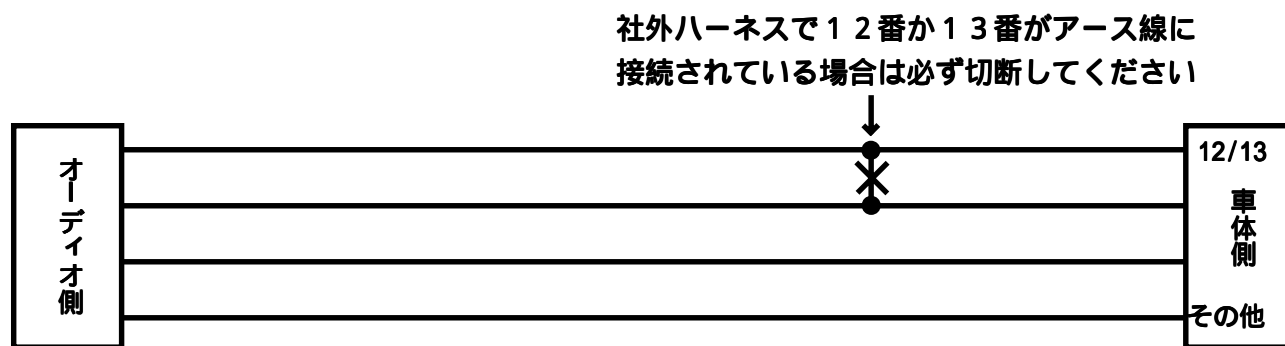 社外ハーネスで１２番か１３番がアース線に
接続されている場合は必ず切断してください
オーディオ側
12/13
車体側
その他